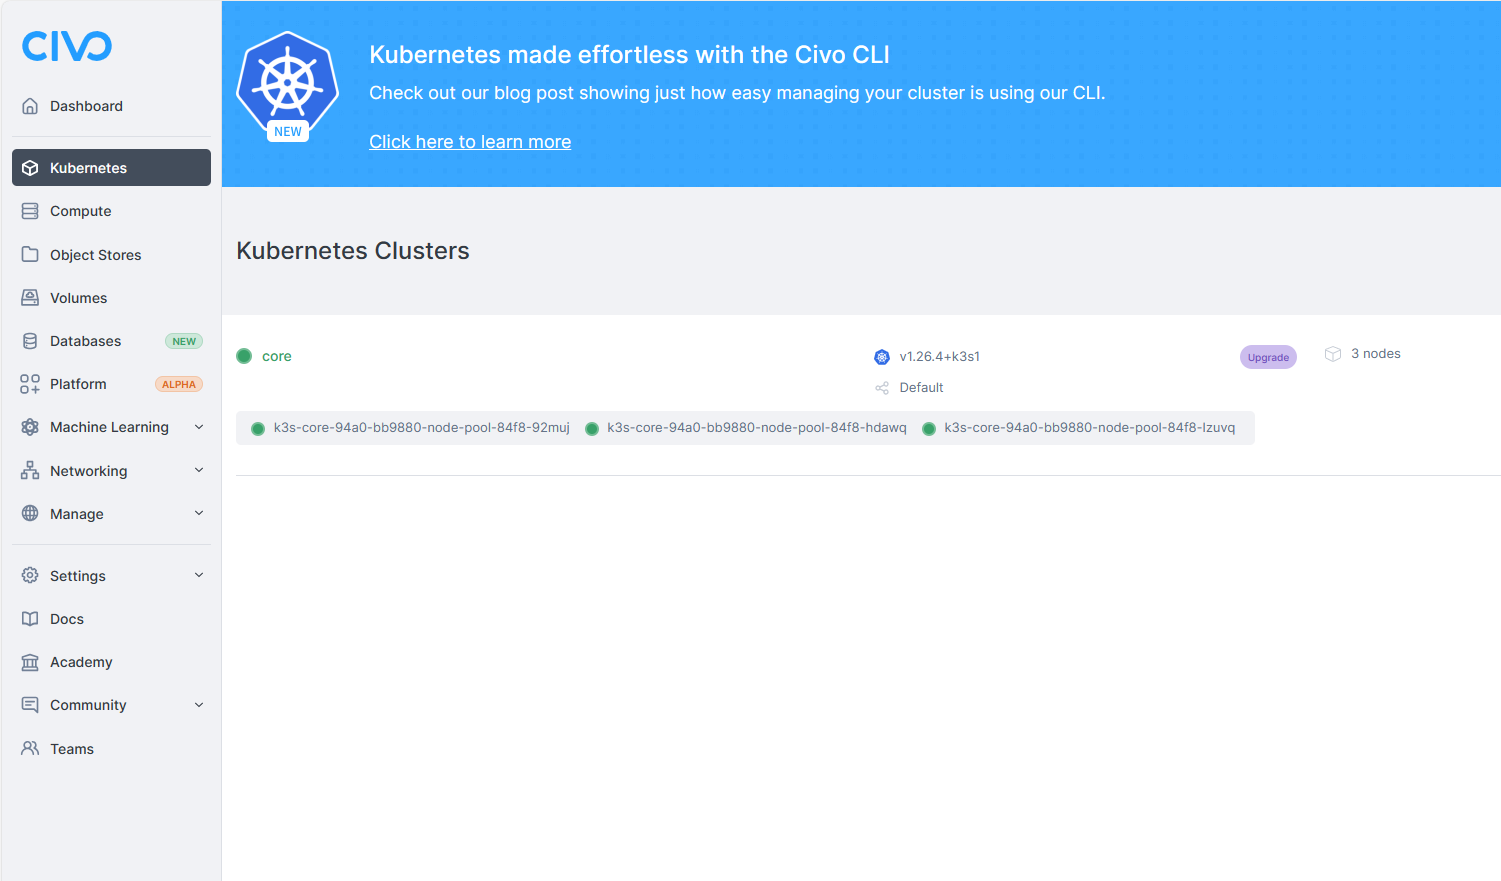 CIVO
Dashboard
Kubernetes
Compute
Object Stores
Volumes
Databases NEW
Platform ALPHA
Machine Learning
Networking
Manage
Settings
Docs
Academy
Community
Teams
NEW
Kubernetes made effortless with the Civo CLI
Check out our blog post showing just how easy managing your cluster is using our CLI.
Click here to learn more
Kubernetes Clusters
core
v1.26.4+k3s1
Upgrade
3 nodes
Default
k3s-core-94a0-bb9880-node-pool-84f8-92muj
k3s-core-94a0-bb9880-node-pool-84f8-hdawq
k3s-core-94a0-bb9880-node-pool-84f8-lzuvq